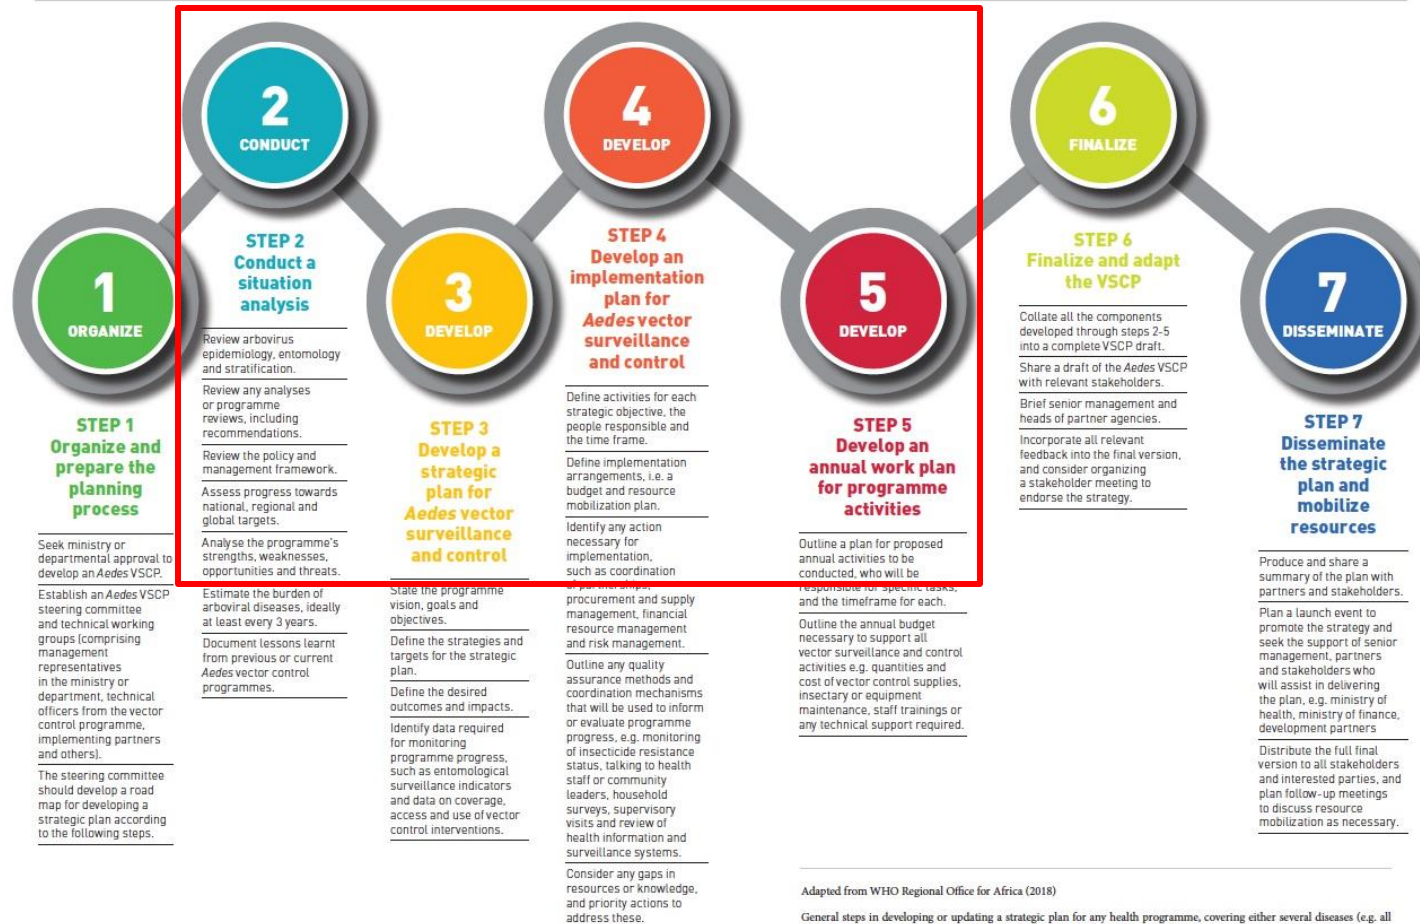 1
ORGANIZE
STEP 1
Organize and
prepare the
planning
process
Seek ministry or
departmental approval to
develop an Aedes VSCP.
Establish an Aedes VSCP
steering committee
and technical working
groups (comprising
management
representatives
in the ministry or
department, technical
officers from the vector
control programme,
implementing partners
and others).
The steering committee
should develop a road
map for developing a
strategic plan according
to the following steps.
2
CONDUCT
STEP 2
Conduct a
situation
analysis
Review arbovirus
epidemiology, entomology
and stratification.
Review any analyses
or programme
reviews, including
recommendations.
Review the policy and
management framework.
Assess progress towards
national, regional and
global targets.
Analyse the programme's
strengths, weaknesses,
opportunities and threats.
Estimate the burden of
arboviral diseases, ideally
at least every 3 years.
Document lessons learnt
from previous or current
Aedes vector control
programmes.
3
DEVELOP
STEP 3
Develop a
strategic
plan for
Aedes vector
surveillance
and control
State the programme
vision, goals and
objectives.
Define the strategies and
targets for the strategic
plan.
Define the desired
outcomes and impacts.
Identify data required
for monitoring
programme progress,
such as entomological
surveillance indicators
and data on coverage,
access and use of vector
control interventions.
4
DEVELOP
STEP 4
Develop an
implementation
plan for
Aedes vector
surveillance
and control
Define activities for each
strategic objective, the
people responsible and
the time frame.
Define implementation
arrangements, i.e. a
budget and resource
mobilization plan.
Identify any action
necessary for
implementation,
such as coordination
of partnerships,
procurement and supply
management, financial
resource management
and risk management.
Outline any quality
assurance methods and
coordination mechanisms
that will be used to inform
or evaluate programme
progress, e.g. monitoring
of insecticide resistance
status, talking to health
staff or community
leaders, household
surveys, supervisory
visits and review of
health information and
surveillance systems.
Consider any gaps in
resources or knowledge,
and priority actions to
address these.
5
DEVELOP
STEP 5
Develop an
annual work plan
for programme
activities
Outline a plan for proposed
annual activities to be
conducted, who will be
responsible for specific tasks,
and the timeframe for each.
Outline the annual budget
necessary to support all
vector surveillance and control
activities e.g. quantities and
cost of vector control supplies,
insectary or equipment
maintenance, staff trainings or
any technical support required.
6
FINALIZE
STEP 6
Finalize and adapt
the VSCP
Collate all the components
developed through steps 2-5
into a complete VSCP draft.
Share a draft of the Aedes VSCP
with relevant stakeholders.
Brief senior management and
heads of partner agencies.
Incorporate all relevant
feedback into the final version,
and consider organizing
a stakeholder meeting to
endorse the strategy.
7
DISSEMINATE
STEP 7
Disseminate
the strategic
plan and
mobilize
resources
Produce and share a
summary of the plan with
partners and stakeholders.
Plan a launch event to
promote the strategy and
seek the support of senior
management, partners
and stakeholders who
will assist in delivering
the plan, e.g. ministry of
health, ministry of finance,
development partners
Distribute the full final
version to all stakeholders
and interested parties, and
plan follow-up meetings
to discuss resource
mobilization as necessary.
Adapted from WHO Regional Office for Africa (2018)
General steps in developing or updating a strategic plan for any health programme, covering either several diseases (e.g. all